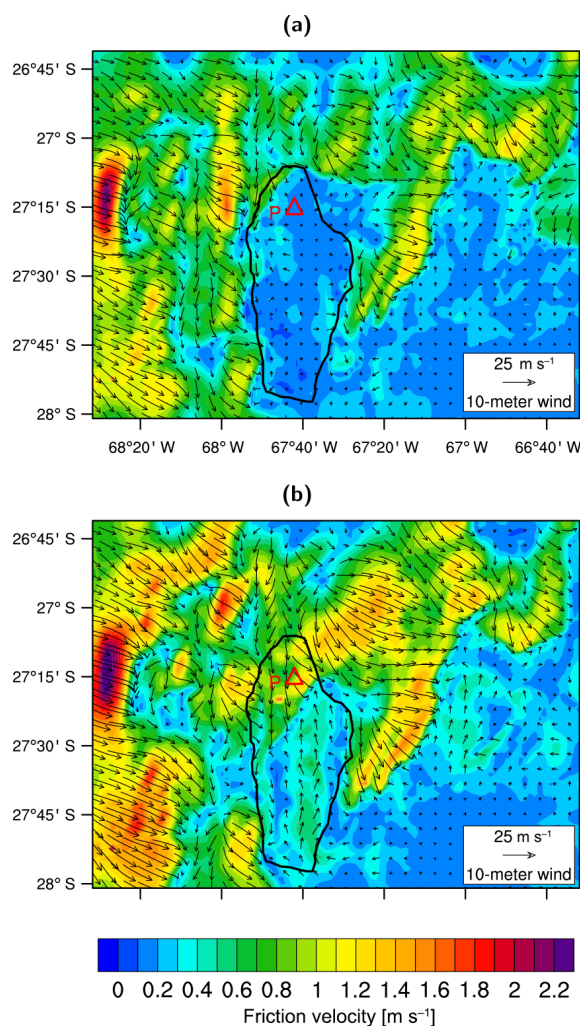 (a)
26°45' S
27° S
27°15' S
27°30' S
27°45' S
28° S
P
25 m s⁻¹
10-meter wind
68°20' W 68° W 67°40' W 67°20' W 67° W 66°40' W
(b)
26°45' S
27° S
27°15' S
27°30' S
27°45' S
28° S
P
25 m s⁻¹
10-meter wind
0 0.2 0.4 0.6 0.8 1 1.2 1.4 1.6 1.8 2 2.2
Friction velocity [m s⁻¹]